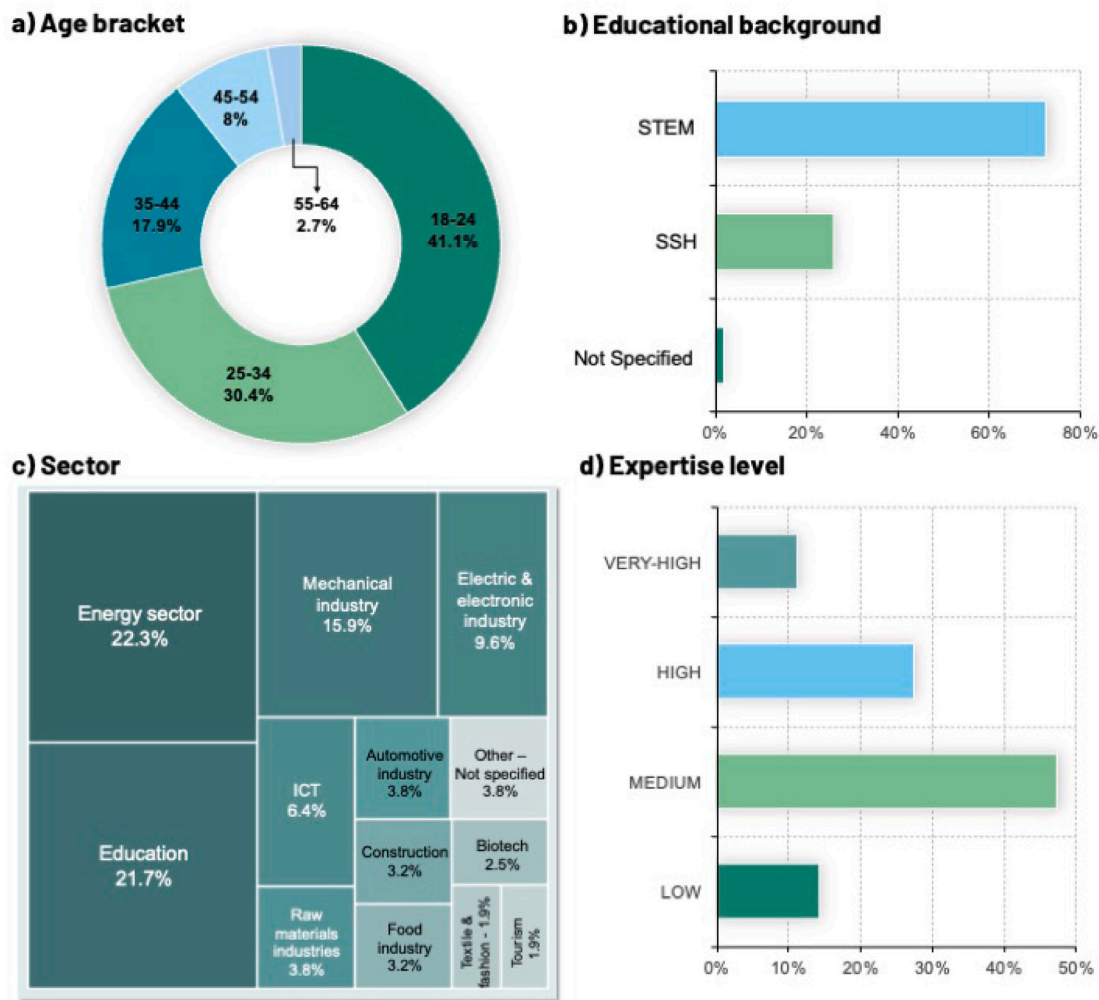 a) Age bracket
45-54
8%
35-44
17.9%
55-64
2.7%
18-24
41.1%
25-34
30.4%
b) Educational background
STEM
SSH
Not Specified
0%
20%
40%
60%
80%
c) Sector
Energy sector
22.3%
Education
21.7%
Mechanical
industry
15.9%
Electric &
electronic
industry
9.6%
ICT
6.4%
Automotive
industry
3.8%
Other –
Not specified
3.8%
Construction
3.2%
Biotech
2.5%
Raw
materials
industries
3.8%
Food
industry
3.2%
Textile &
fashion - 1.9%
Tourism
1.9%
d) Expertise level
VERY-HIGH
HIGH
MEDIUM
LOW
0%
10%
20%
30%
40%
50%